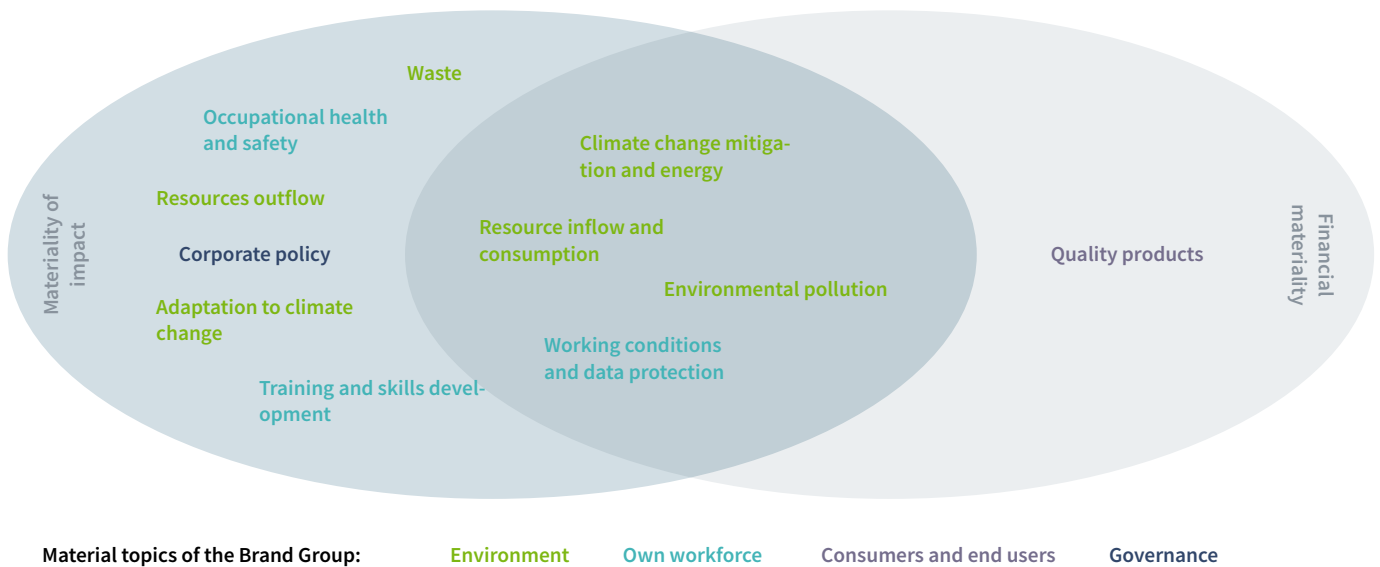 Waste
Occupational health
and safety
Climate change mitiga-
tion and energy
Resources outflow
Materiality of
impact
Financial
materiality
Resource inflow and
consumption
Corporate policy
Quality products
Environmental pollution
Adaptation to climate
change
Working conditions
and data protection
Training and skills devel-
opment
Material topics of the Brand Group:
Environment
Own workforce
Consumers and end users
Governance